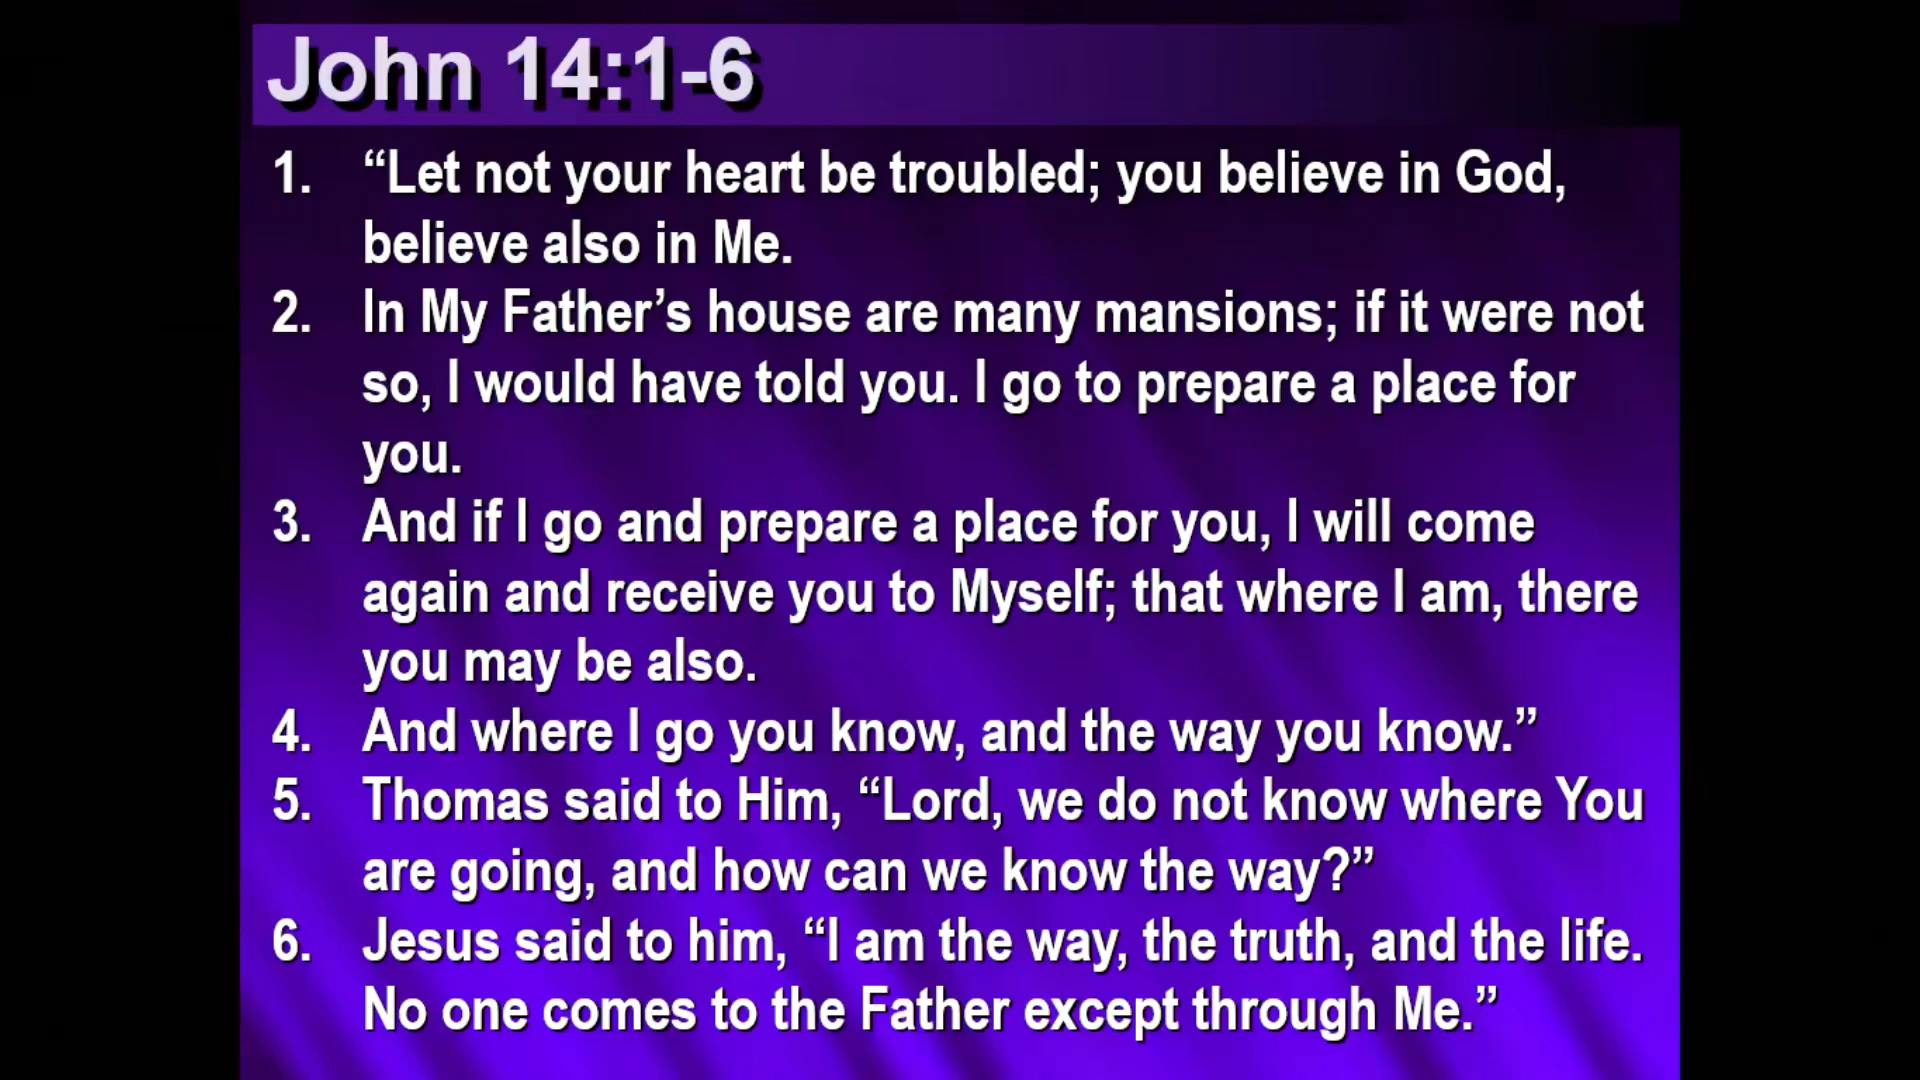 John 14:1-6
1. “Let not your heart be troubled; you believe in God,
believe also in Me.
2. In My Father’s house are many mansions; if it were not
so, I would have told you. I go to prepare a place for
you.
3. And if I go and prepare a place for you, I will come
again and receive you to Myself; that where I am, there
you may be also.
4. And where I go you know, and the way you know.”
5. Thomas said to Him, “Lord, we do not know where You
are going, and how can we know the way?”
6. Jesus said to him, “I am the way, the truth, and the life.
No one comes to the Father except through Me.”